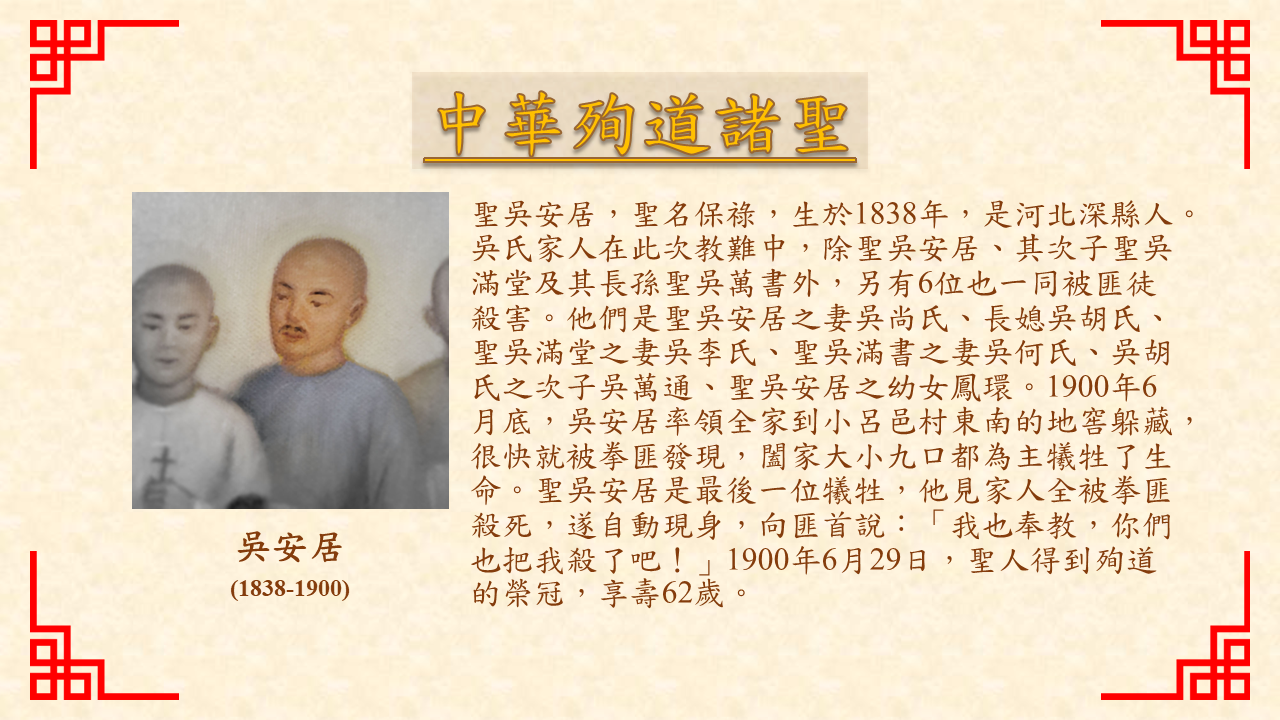 中華殉道諸聖
聖吳安居，聖名保祿，生於1838年，是河北深縣人。
吳氏家人在此次教難中，除聖吳安居、其次子聖吳
滿堂及其長孫聖吳萬書外，另有6位也一同被匪徒
殺害。他們是聖吳安居之妻吳尚氏、長媳吳胡氏、
聖吳滿堂之妻吳李氏、聖吳滿書之妻吳何氏、吳胡
氏之次子吳萬通、聖吳安居之幼女鳳環。1900年6
月底，吳安居率領全家到小呂邑村東南的地窖躲藏，
很快就被拳匪發現，闔家大小九口都為主犧牲了生
命。聖吳安居是最後一位犧牲，他見家人全被拳匪
殺死，遂自動現身，向匪首說：「我也奉教，你們
也把我殺了吧！」1900年6月29日，聖人得到殉道
的榮冠，享壽62歲。
吳安居
(1838-1900)